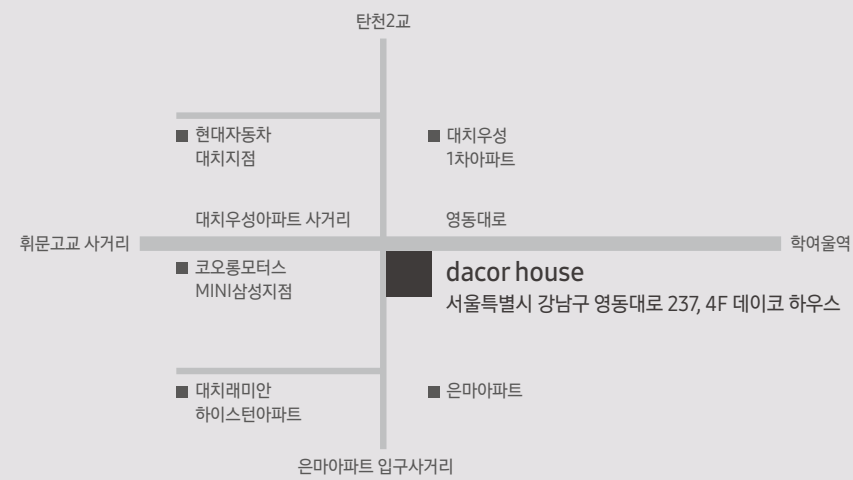 탄천2교
현대자동차
대치지점
대치우성
1차아파트
대치우성아파트 사거리
영동대로
휘문고교 사거리
학여울역
코오롱모터스
MINI삼성지점
dacor house
서울특별시 강남구 영동대로 237, 4F 데이코 하우스
대치래미안
하이스턴아파트
은마아파트
은마아파트 입구사거리